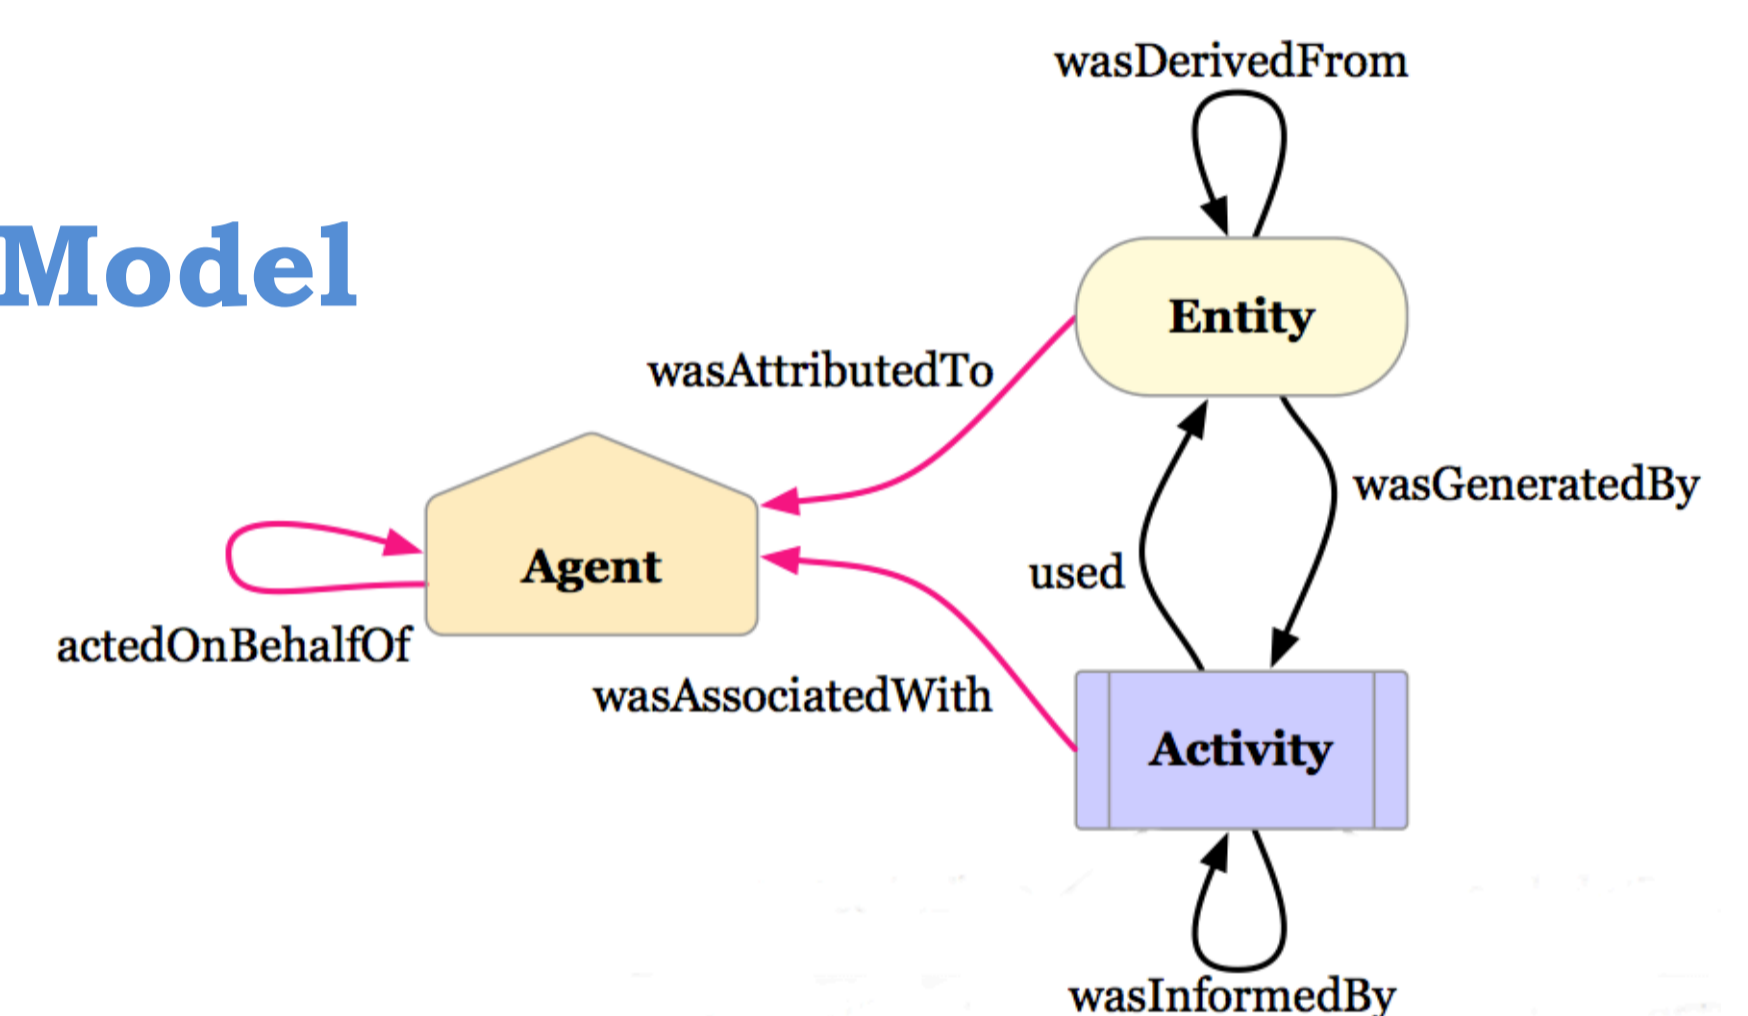 wasDerivedFrom
Model
Entity
wasAttributedTo
wasGeneratedBy
Agent
used
actedOnBehalfOf
wasAssociatedWith
Activity
wasInformedBy